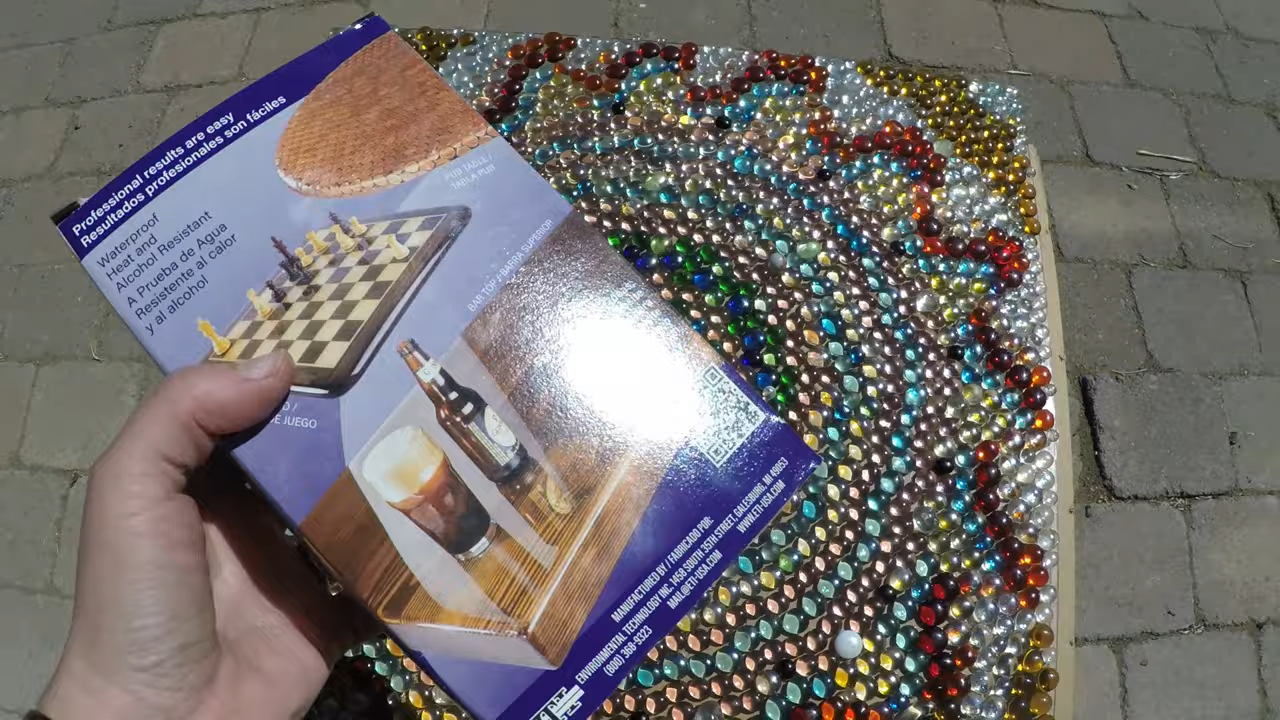 Professional results are easy
Resultados profesionales son fáciles
Waterproof
Heat and
Alcohol Resistant
A Prueba de Agua
Resistente al calor
y al alcohol
PUB TABLE /
TABLA PUB
BAR TOP / BARRA SUPERIOR
DE JUEGO
MANUFACTURED BY / FABRICADO POR:
ENVIRONMENTAL TECHNOLOGY INC. 1458 SOUTH 35TH STREET, GALESBURG, MI 49053
(800) 368-9323 MAIL@ETI-USA.COM WWW.ETI-USA.COM